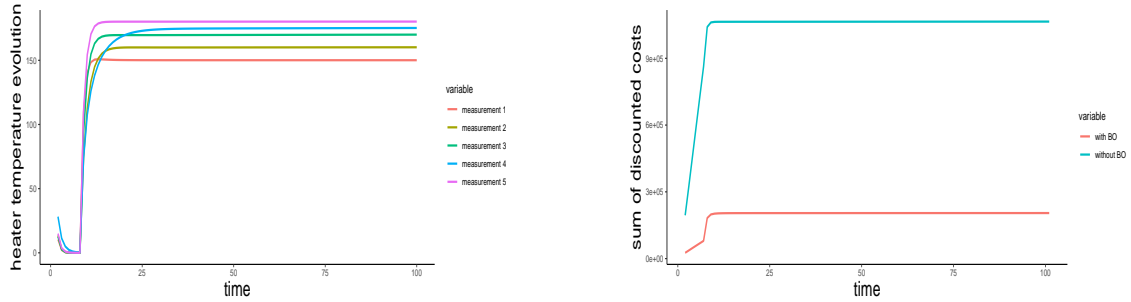 heater temperature evolution
150
100
50
0
0
25
50
75
100
time
variable
measurement 1
measurement 2
measurement 3
measurement 4
measurement 5
sum of discounted costs
9e+05
6e+05
3e+05
0e+00
0
25
50
75
100
time
variable
with BO
without BO